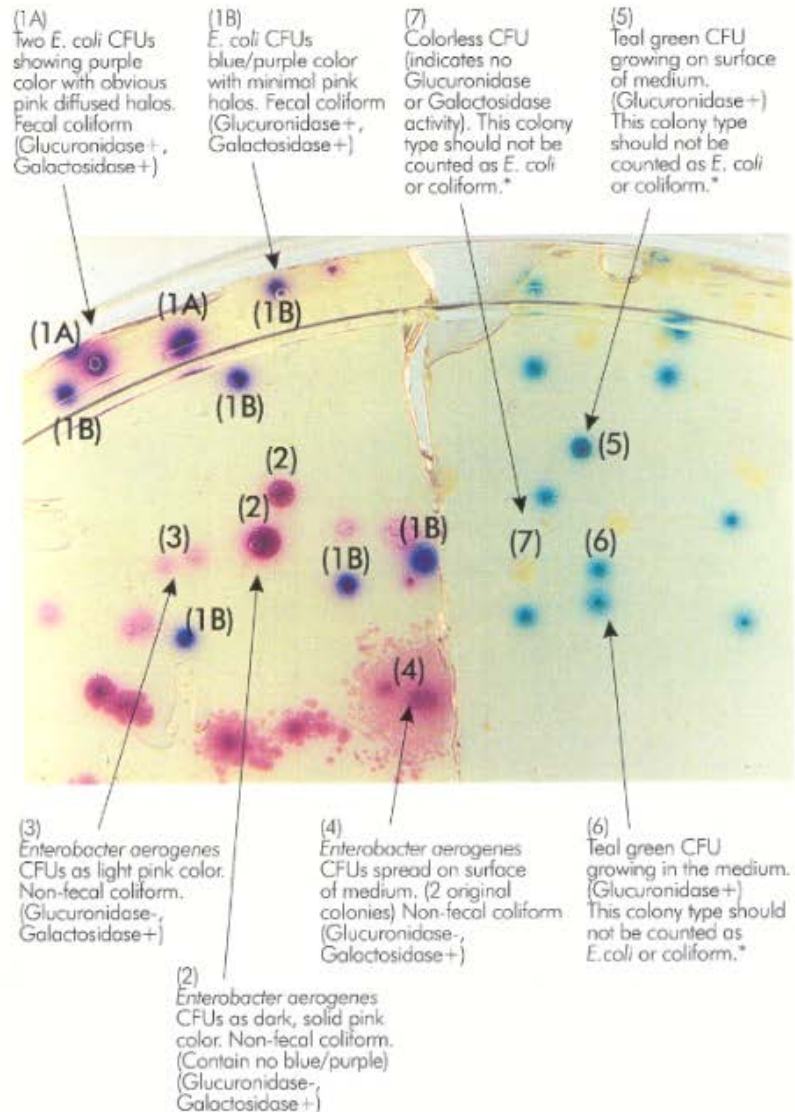 (1A)
Two E. coli CFUs
showing purple
color with obvious
pink diffused halos.
Fecal coliform
(Glucuronidase+,
Galactosidase+)
(1B)
E. coli CFUs
blue/purple color
with minimal pink
halos. Fecal coliform
(Glucuronidase+,
Galactosidase+)
(7)
Colorless CFU
(indicates no
Glucuronidase
or Galactosidase
activity). This colony
type should not be
counted as E. coli
or coliform.*
(5)
Teal green CFU
growing on surface
of medium.
(Glucuronidase+)
This colony type
should not be
counted as E. coli
or coliform.*
(1A)
(1A)
(1B)
(1B)
(1B)
(2)
(5)
(2)
(3)
(1B)
(7)
(6)
(1B)
(1B)
(4)
(3)
Enterobacter aerogenes
CFUs as light pink color.
Non-fecal coliform.
(Glucuronidase-,
Galactosidase+)
(4)
Enterobacter aerogenes
CFUs spread on surface
of medium. (2 original
colonies) Non-fecal coliform
(Glucuronidase-,
Galactosidase+)
(6)
Teal green CFU
growing in the medium.
(Glucuronidase+)
This colony type should
not be counted as
E.coli or coliform.*
(2)
Enterobacter aerogenes
CFUs as dark, solid pink
color. Non-fecal coliform.
(Contain no blue/purple)
(Glucuronidase-,
Galactosidase+)